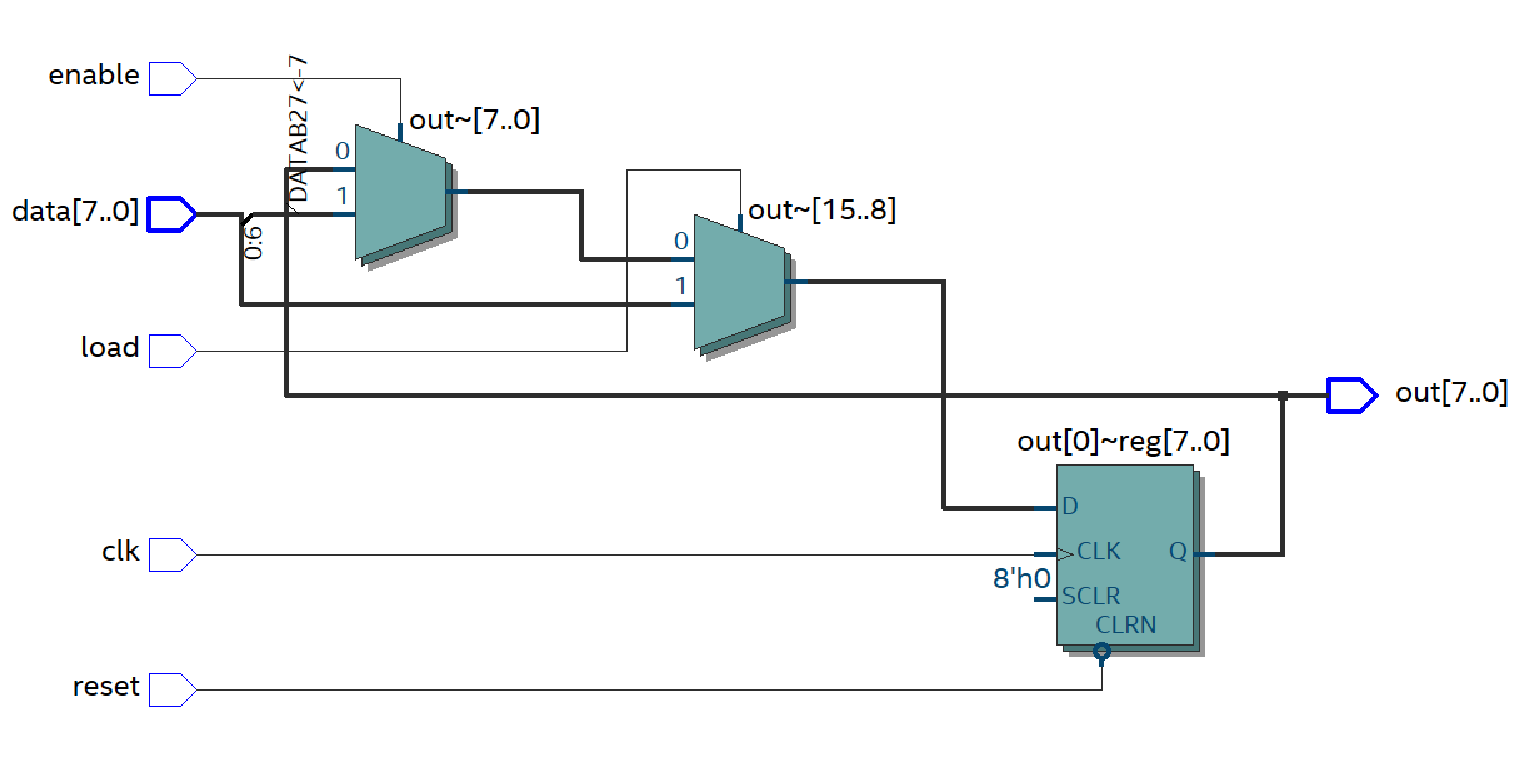 enable
DATAB27<-7
out~[7..0]
0
data[7..0]
1
0:6
out~[15..8]
0
1
load
out[7..0]
out[0]~reg[7..0]
D
clk
CLK
Q
8'h0
SCLR
CLRN
reset